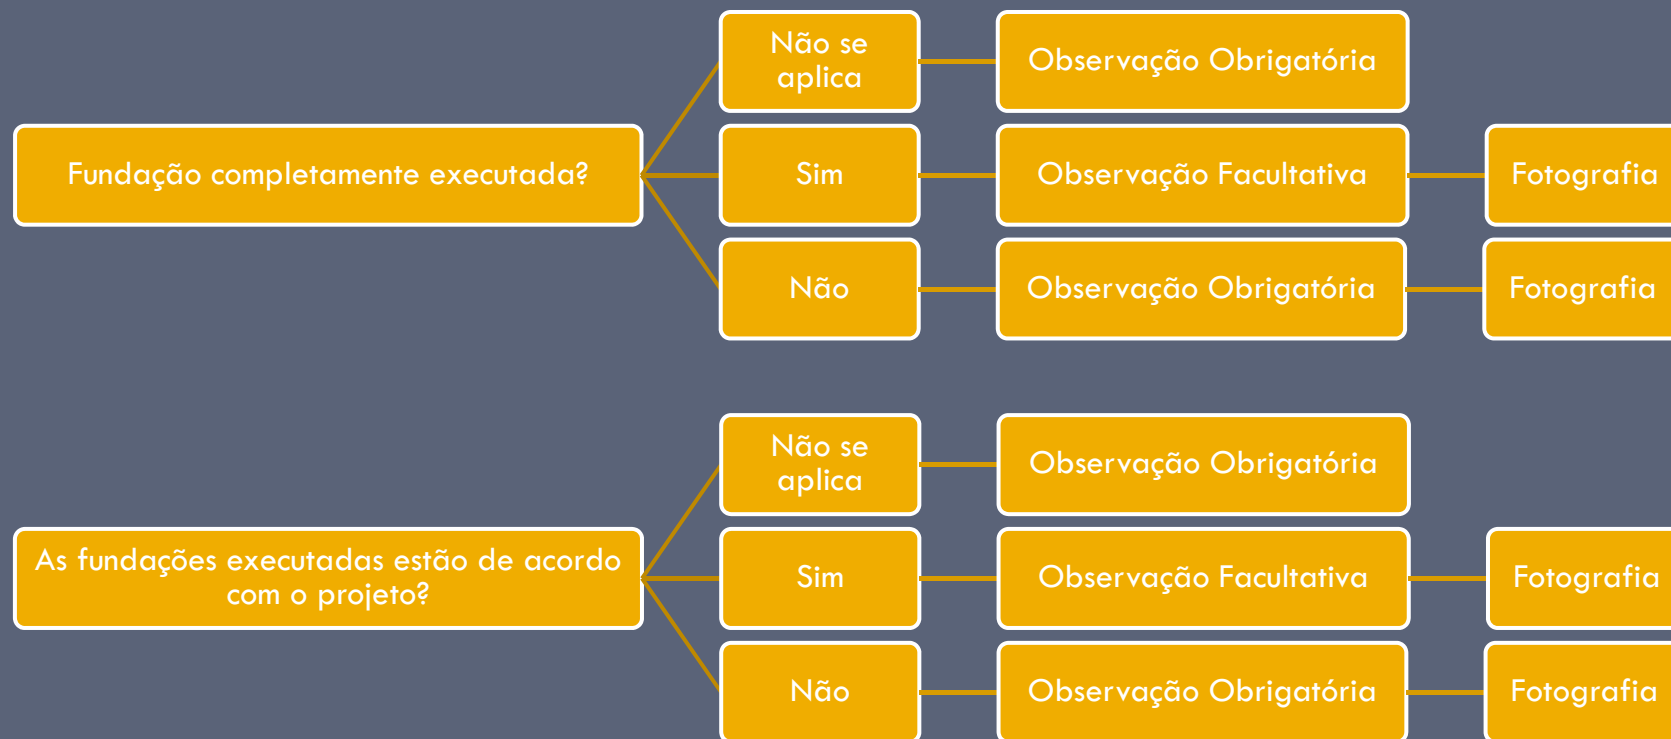 Não se
aplica
Observação Obrigatória
Fundação completamente executada?
Sim
Observação Facultativa
Fotografia
Não
Observação Obrigatória
Fotografia
Não se
aplica
Observação Obrigatória
As fundações executadas estão de acordo
com o projeto?
Sim
Observação Facultativa
Fotografia
Não
Observação Obrigatória
Fotografia